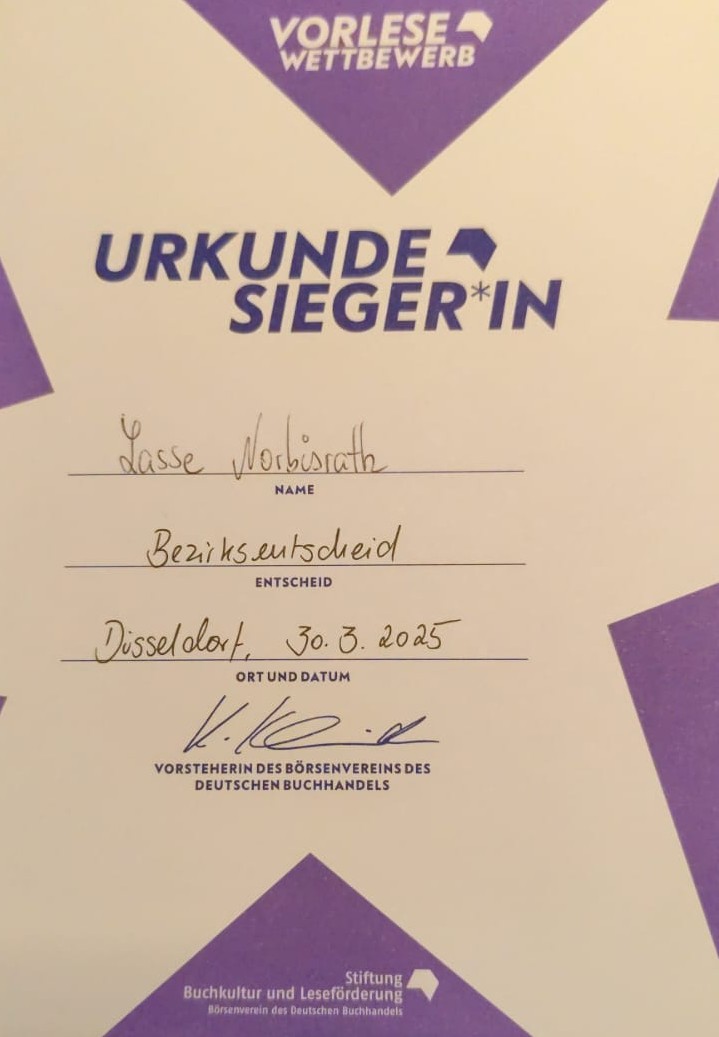 VORLESE
WETTBEWERB
URKUNDE
SIEGER*IN
Lasse Norbisrath
NAME
Bezirksentscheid
ENTSCHEID
Düsseldorf, 30.3.2025
ORT UND DATUM
VORSTEHERIN DES BÖRSENVEREINS DES
DEUTSCHEN BUCHHANDELS
Stiftung
Buchkultur und Leseförderung
Börsenverein des Deutschen Buchhandels